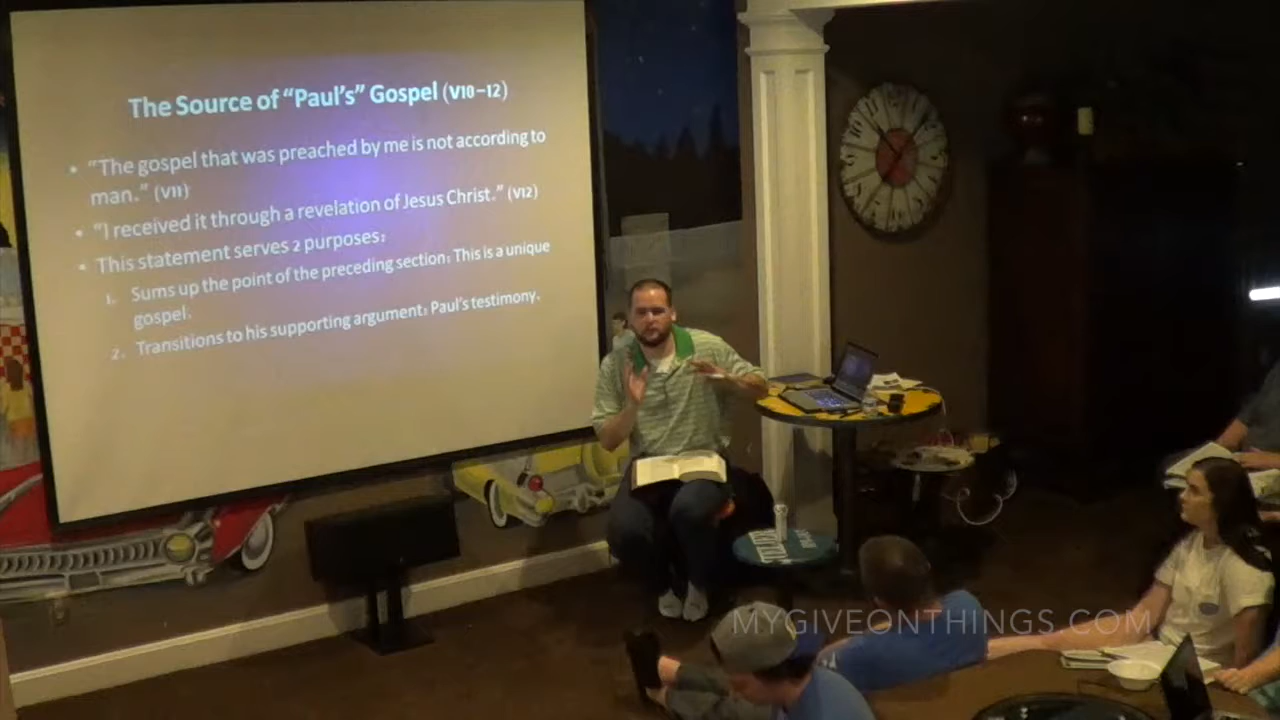 The Source of “Paul’s” Gospel (V10-12)
• “The gospel that was preached by me is not according to
man.” (V11)
• “I received it through a revelation of Jesus Christ.” (V12)
• This statement serves 2 purposes:
1. Sums up the point of the preceding section: This is a unique
gospel.
2. Transitions to his supporting argument: Paul’s testimony.
MYGIVEONTHINGS.COM